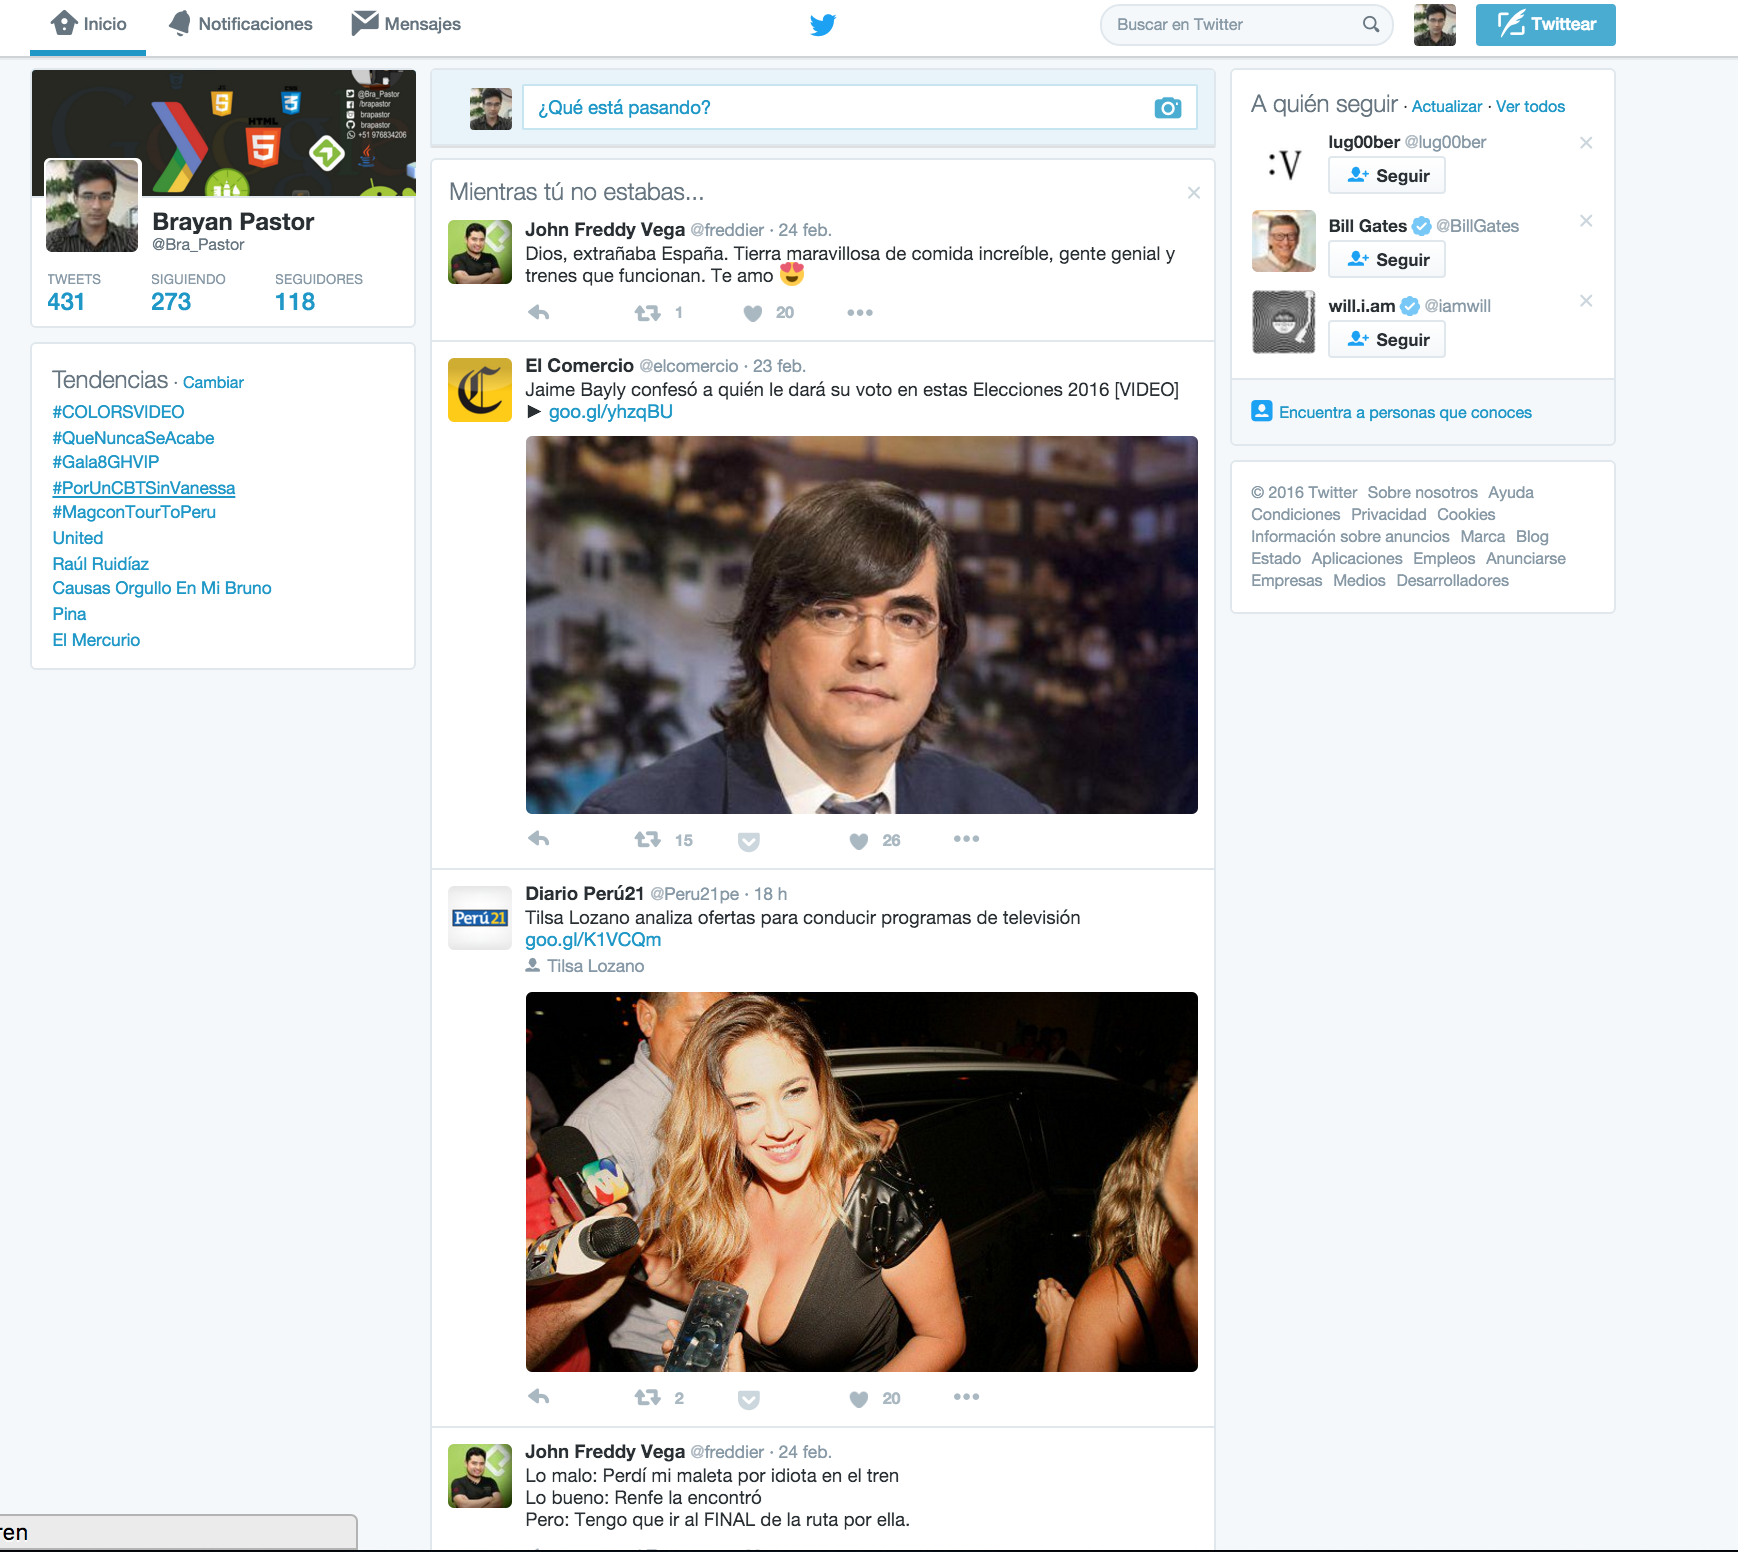 Inicio
Notificaciones
Mensajes
Buscar en Twitter
Twittear
@Bra_Pastor
/brapastor
brapastor
brapastor
+51 976834206
HTML
Brayan Pastor
@Bra_Pastor
TWEETS SIGUIENDO SEGUIDORES
431 273 118
Tendencias · Cambiar
#COLORSVIDEO
#QueNuncaSeAcabe
#Gala8GHVIP
#PorUnCBTSinVanessa
#MagconTourToPeru
United
Raúl Ruidíaz
Causas Orgullo En Mi Bruno
Pina
El Mercurio
¿Qué está pasando?
Mientras tú no estabas...
John Freddy Vega @freddier · 24 feb.
Dios, extrañaba España. Tierra maravillosa de comida increíble, gente genial y
trenes que funcionan. Te amo 😍
1 20
El Comercio @elcomercio · 23 feb.
Jaime Bayly confesó a quién le dará su voto en estas Elecciones 2016 [VIDEO]
► goo.gl/yhzqBU
15 26
Perú21
Diario Perú21 @Peru21pe · 18 h
Tilsa Lozano analiza ofertas para conducir programas de televisión
goo.gl/K1VCQm
Tilsa Lozano
2 20
John Freddy Vega @freddier · 24 feb.
Lo malo: Perdí mi maleta por idiota en el tren
Lo bueno: Renfe la encontró
Pero: Tengo que ir al FINAL de la ruta por ella.
A quién seguir · Actualizar · Ver todos
:V
lug00ber @lug00ber
Seguir
Bill Gates @BillGates
Seguir
will.i.am @iamwill
Seguir
Encuentra a personas que conoces
© 2016 Twitter Sobre nosotros Ayuda
Condiciones Privacidad Cookies
Información sobre anuncios Marca Blog
Estado Aplicaciones Empleos Anunciarse
Empresas Medios Desarrolladores
ren